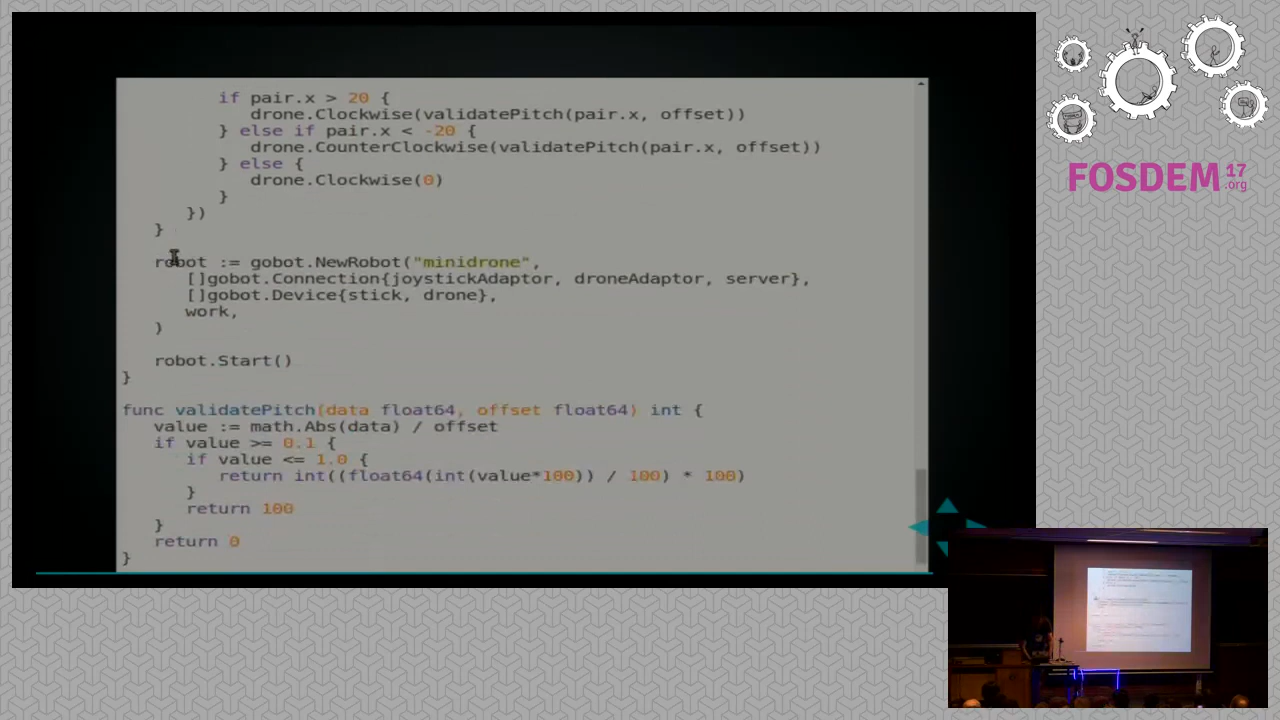 if pair.x > 20 {
drone.Clockwise(validatePitch(pair.x, offset))
} else if pair.x < -20 {
drone.CounterClockwise(validatePitch(pair.x, offset))
} else {
drone.Clockwise(0)
}
})
}
robot := gobot.NewRobot("minidrone",
[]gobot.Connection{joystickAdaptor, droneAdaptor, server},
[]gobot.Device{stick, drone},
work,
)
robot.Start()
}
func validatePitch(data float64, offset float64) int {
value := math.Abs(data) / offset
if value >= 0.1 {
if value <= 1.0 {
return int((float64(int(value*100)) / 100) * 100)
}
return 100
}
return 0
}
FOSDEM 17
.org